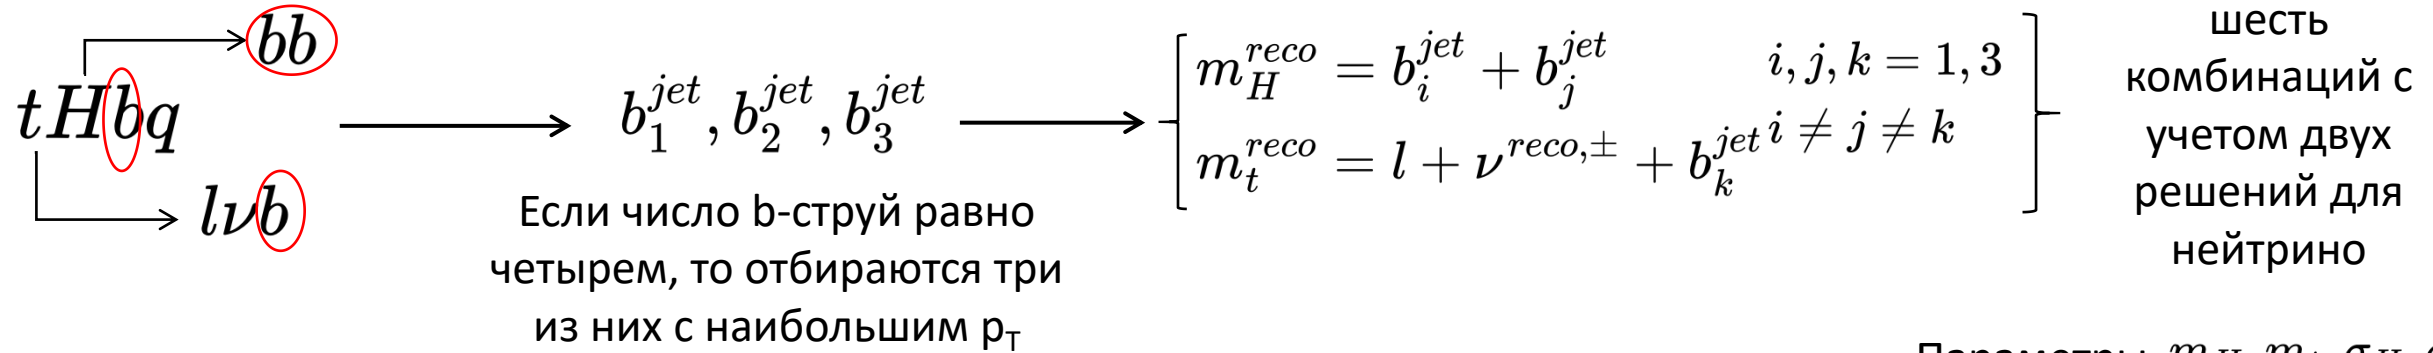 bb
tHbq
lνb
b_1^{jet}, b_2^{jet}, b_3^{jet}
Если число b-струй равно
четырем, то отбираются три
из них с наибольшим p_T
m_H^{reco} = b_i^{jet} + b_j^{jet} i, j, k = 1, 3
m_t^{reco} = l + ν^{reco,±} + b_k^{jet} i ≠ j ≠ k
шесть
комбинаций с
учетом двух
решений для
нейтрино